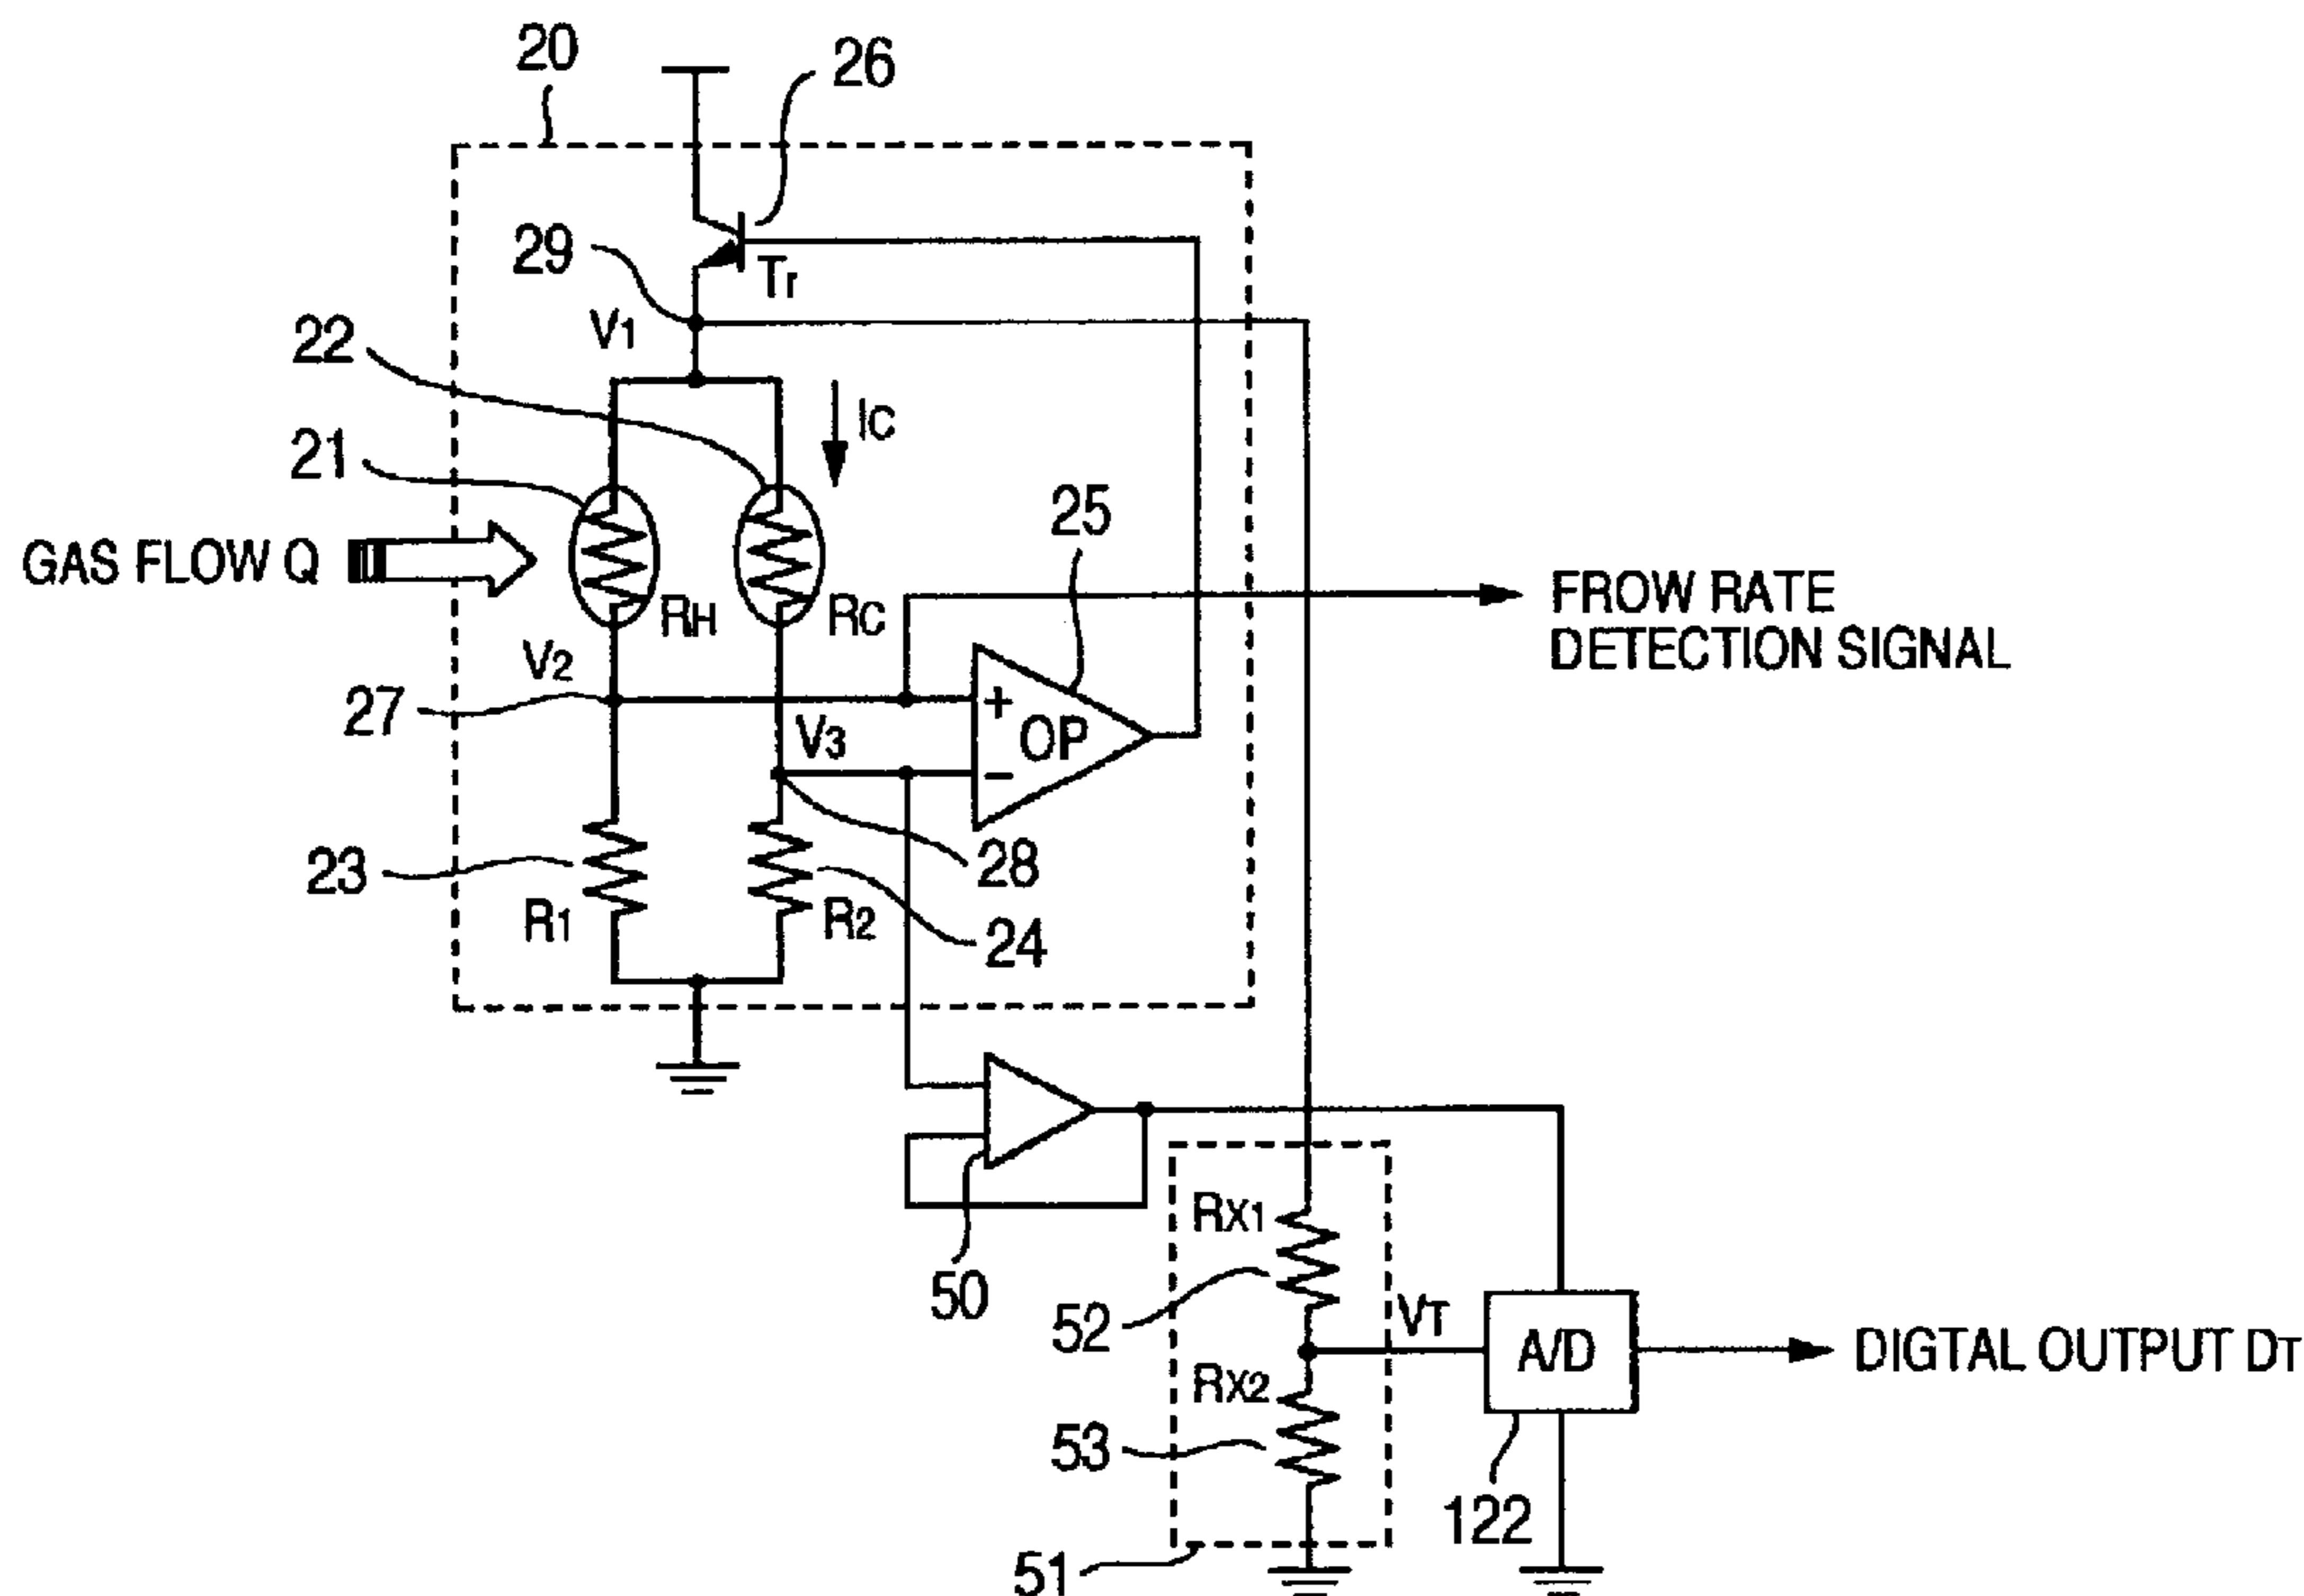 20
26
29
Tr
V1
22
IC
21
25
GAS FLOW Q
RH
RC
FROW RATE
DETECTION SIGNAL
V2
27
+
OP
V3
−
28
23
R1
R2
24
50
RX1
52
VT
A/D
DIGTAL OUTPUT DT
RX2
53
122
51